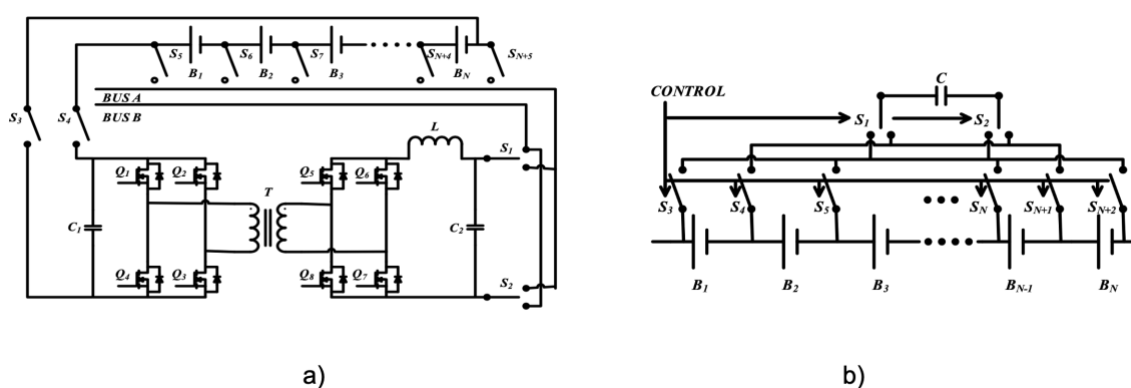 S5 B1 S6 B2 S7 B3 SN+4 BN SN+5
S3 S4
BUS A
BUS B
L
S1
Q1 Q2 Q5 Q6
T
C1 C2
Q4 Q3 Q8 Q7
S2
a)
C
CONTROL
S1 S2
S3 S4 S5 SN SN+1 SN+2
B1 B2 B3 BN-1 BN
b)